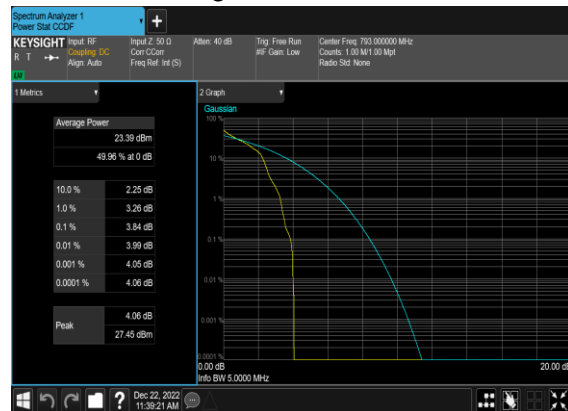 Spectrum Analyzer 1
Power Stat CCDF
KEYSIGHT
R T
LXI
Input: RF
Coupling: DC
Align: Auto
Input Z: 50 Ω
Corr CCorr
Freq Ref: Int (S)
Atten: 40 dB
Trig: Free Run
#IF Gain: Low
Center Freq: 793.000000 MHz
Counts: 1.00 M/1.00 Mpt
Radio Std: None
1 Metrics
Average Power
23.39 dBm
49.96 % at 0 dB
10.0 % 2.25 dB
1.0 % 3.26 dB
0.1 % 3.84 dB
0.01 % 3.99 dB
0.001 % 4.05 dB
0.0001 % 4.06 dB
Peak
4.06 dB
27.45 dBm
2 Graph
Gaussian
100 %
10 %
1 %
0.1 %
0.01 %
0.001 %
0.0001 %
0.00 dB
20.00 dB
Info BW 5.0000 MHz
Dec 22, 2022
11:39:21 AM